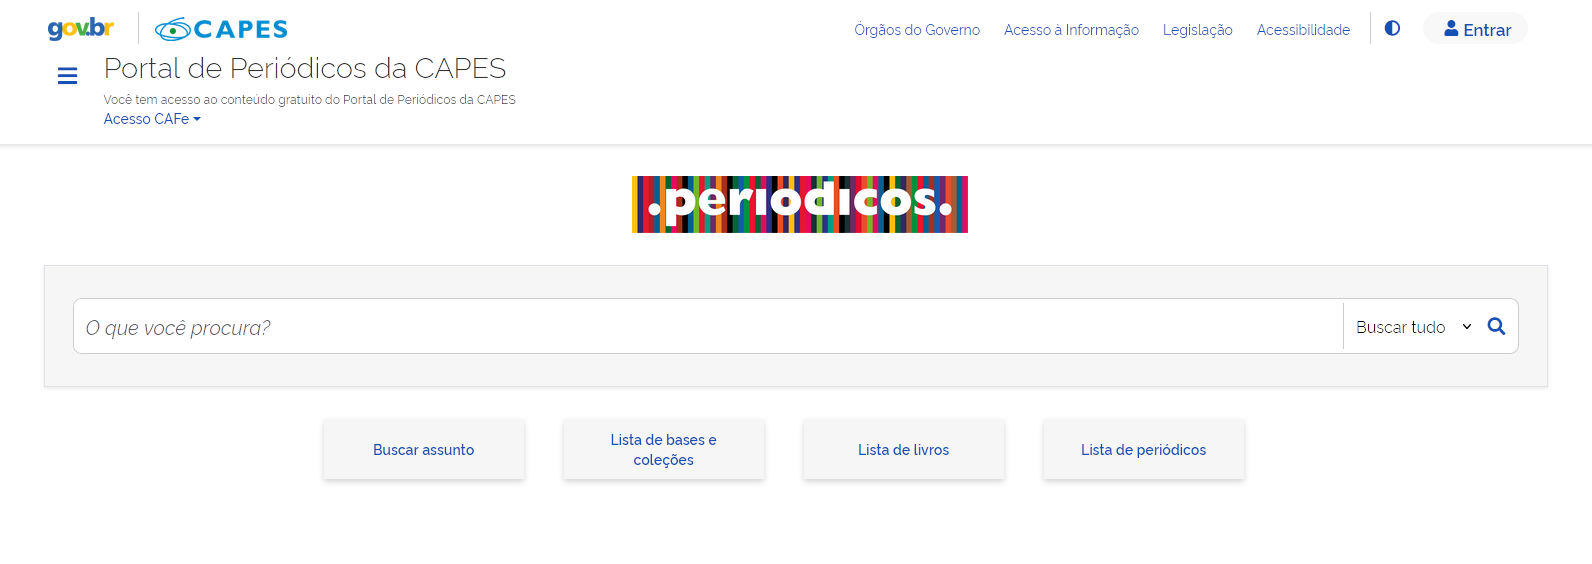 gov.br
CAPES
Órgãos do Governo
Acesso à Informação
Legislação
Acessibilidade
Entrar
Portal de Periódicos da CAPES
Você tem acesso ao conteúdo gratuito do Portal de Periódicos da CAPES
Acesso CAFe
.periodicos.
O que você procura?
Buscar tudo
Buscar assunto
Lista de bases e
coleções
Lista de livros
Lista de periódicos